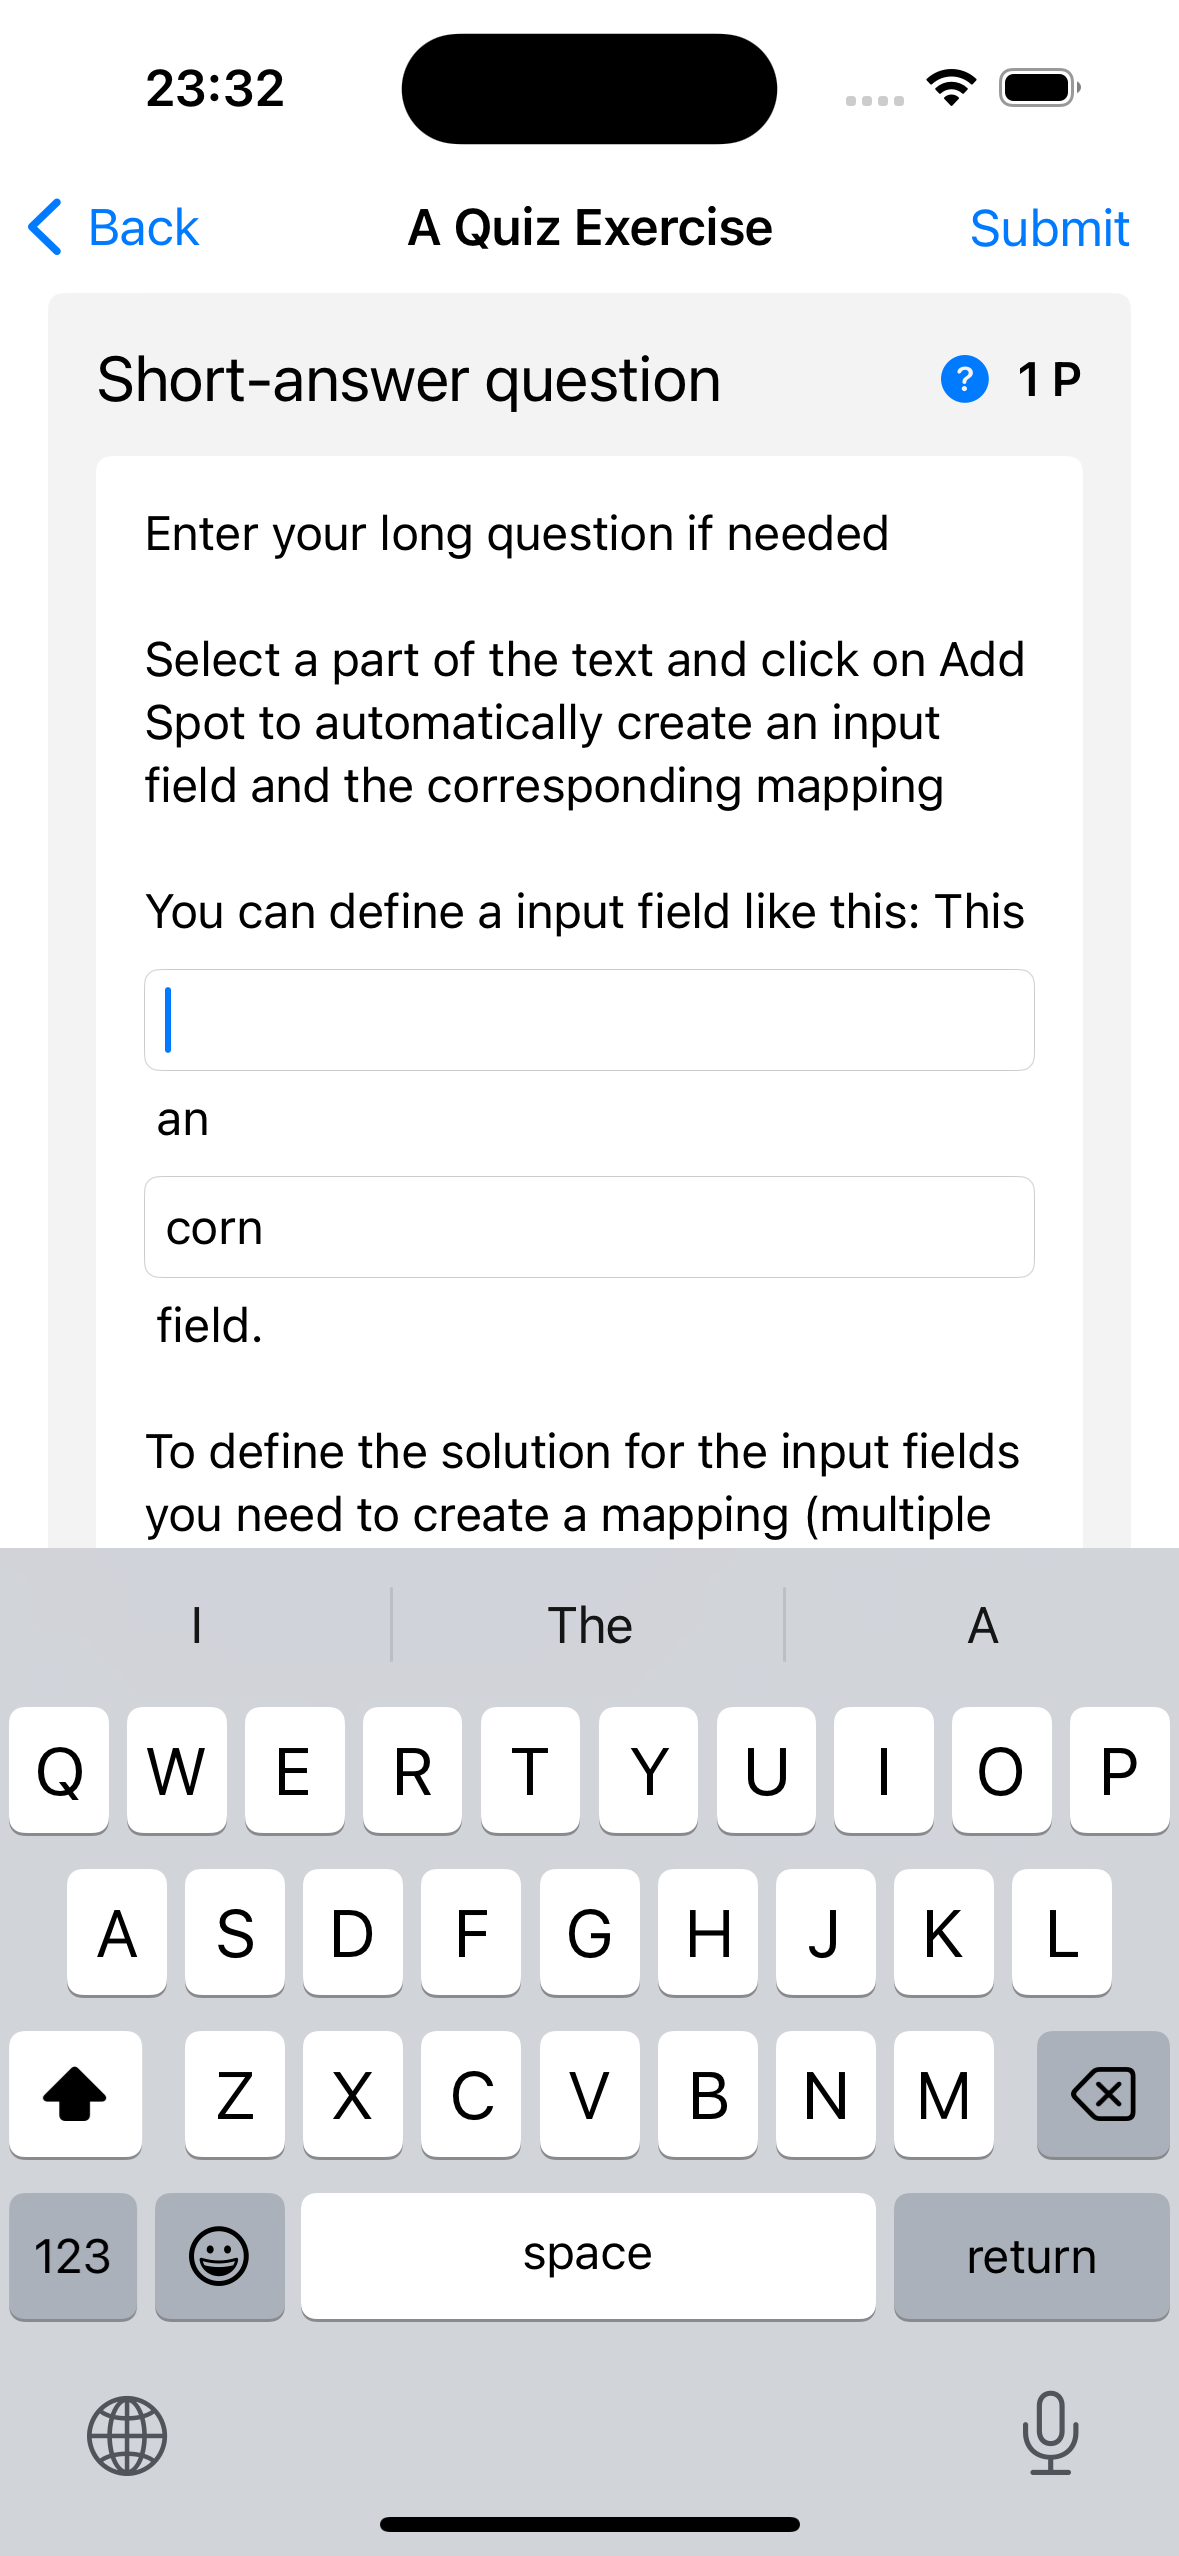 23:32
Back A Quiz Exercise Submit
Short-answer question ? 1 P
Enter your long question if needed
Select a part of the text and click on Add
Spot to automatically create an input
field and the corresponding mapping
You can define a input field like this: This
an
corn
field.
To define the solution for the input fields
you need to create a mapping (multiple
I The A
Q W E R T Y U I O P
A S D F G H J K L
Z X C V B N M
123 space return